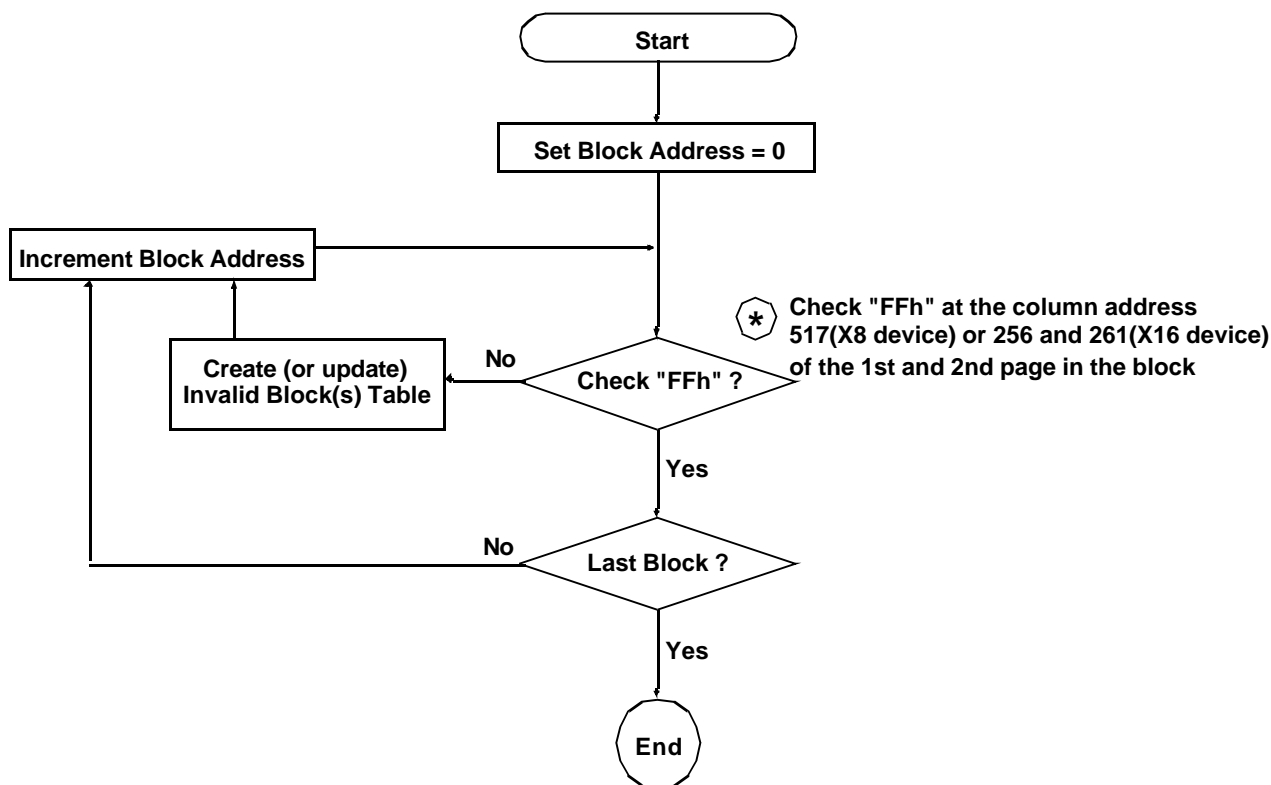 Start
Set Block Address = 0
Increment Block Address
* Check "FFh" at the column address
517(X8 device) or 256 and 261(X16 device)
of the 1st and 2nd page in the block
No
Create (or update)
Invalid Block(s) Table
Check "FFh" ?
Yes
No
Last Block ?
Yes
End